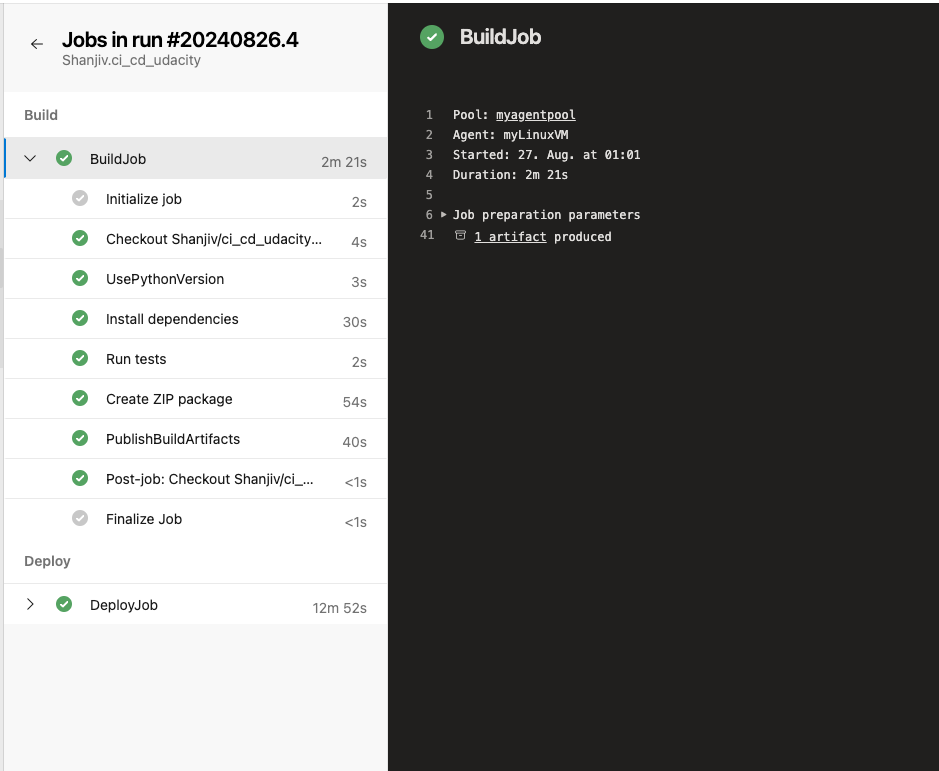 Jobs in run #20240826.4
Shanjiv.ci_cd_udacity
Build
BuildJob 2m 21s
Initialize job 2s
Checkout Shanjiv/ci_cd_udacity... 4s
UsePythonVersion 3s
Install dependencies 30s
Run tests 2s
Create ZIP package 54s
PublishBuildArtifacts 40s
Post-job: Checkout Shanjiv/ci_... <1s
Finalize Job <1s
Deploy
DeployJob 12m 52s
BuildJob
1 Pool: myagentpool
2 Agent: myLinuxVM
3 Started: 27. Aug. at 01:01
4 Duration: 2m 21s
5
6 Job preparation parameters
41 1 artifact produced